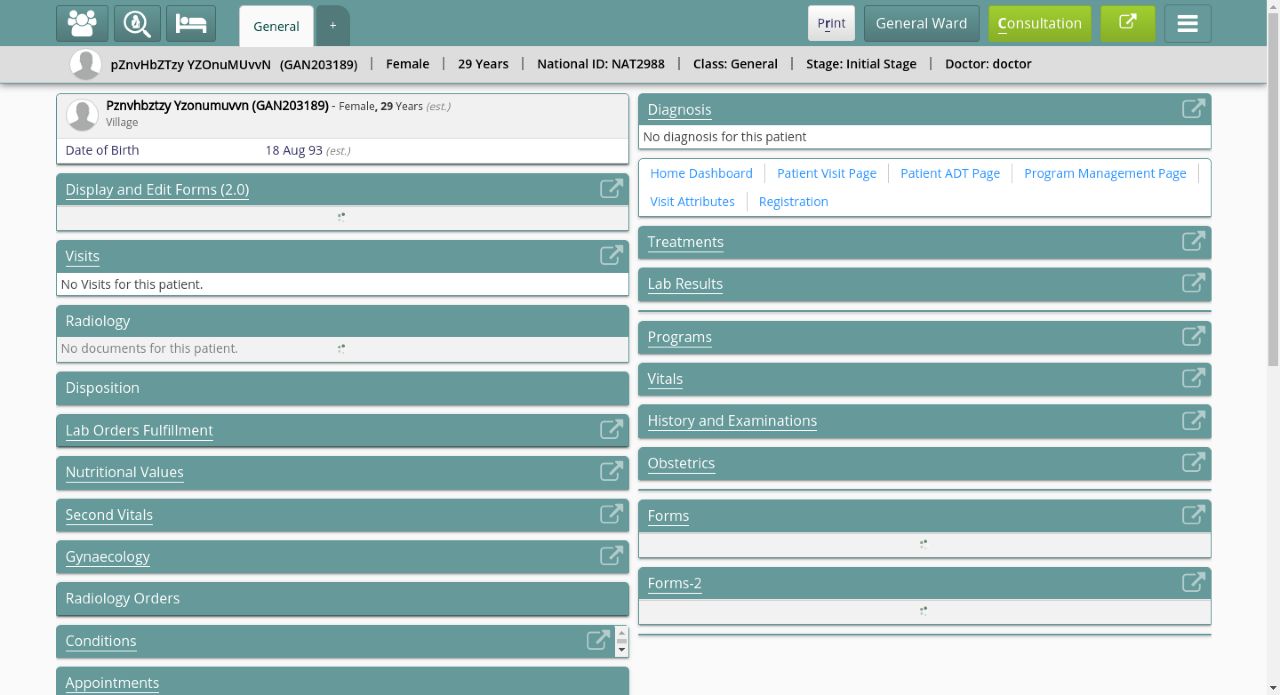 General
+
Print
General Ward
Consultation
pZnvHbZTzy YZOnuMUvvN (GAN203189) | Female | 29 Years | National ID: NAT2988 | Class: General | Stage: Initial Stage | Doctor: doctor
Pznvhbztzy Yzonumuvvn (GAN203189) - Female, 29 Years (est.)
Village
Date of Birth 18 Aug 93 (est.)
Display and Edit Forms (2.0)
Visits
No Visits for this patient.
Radiology
No documents for this patient.
Disposition
Lab Orders Fulfillment
Nutritional Values
Second Vitals
Gynaecology
Radiology Orders
Conditions
Appointments
Diagnosis
No diagnosis for this patient
Home Dashboard | Patient Visit Page | Patient ADT Page | Program Management Page |
Visit Attributes | Registration
Treatments
Lab Results
Programs
Vitals
History and Examinations
Obstetrics
Forms
Forms-2